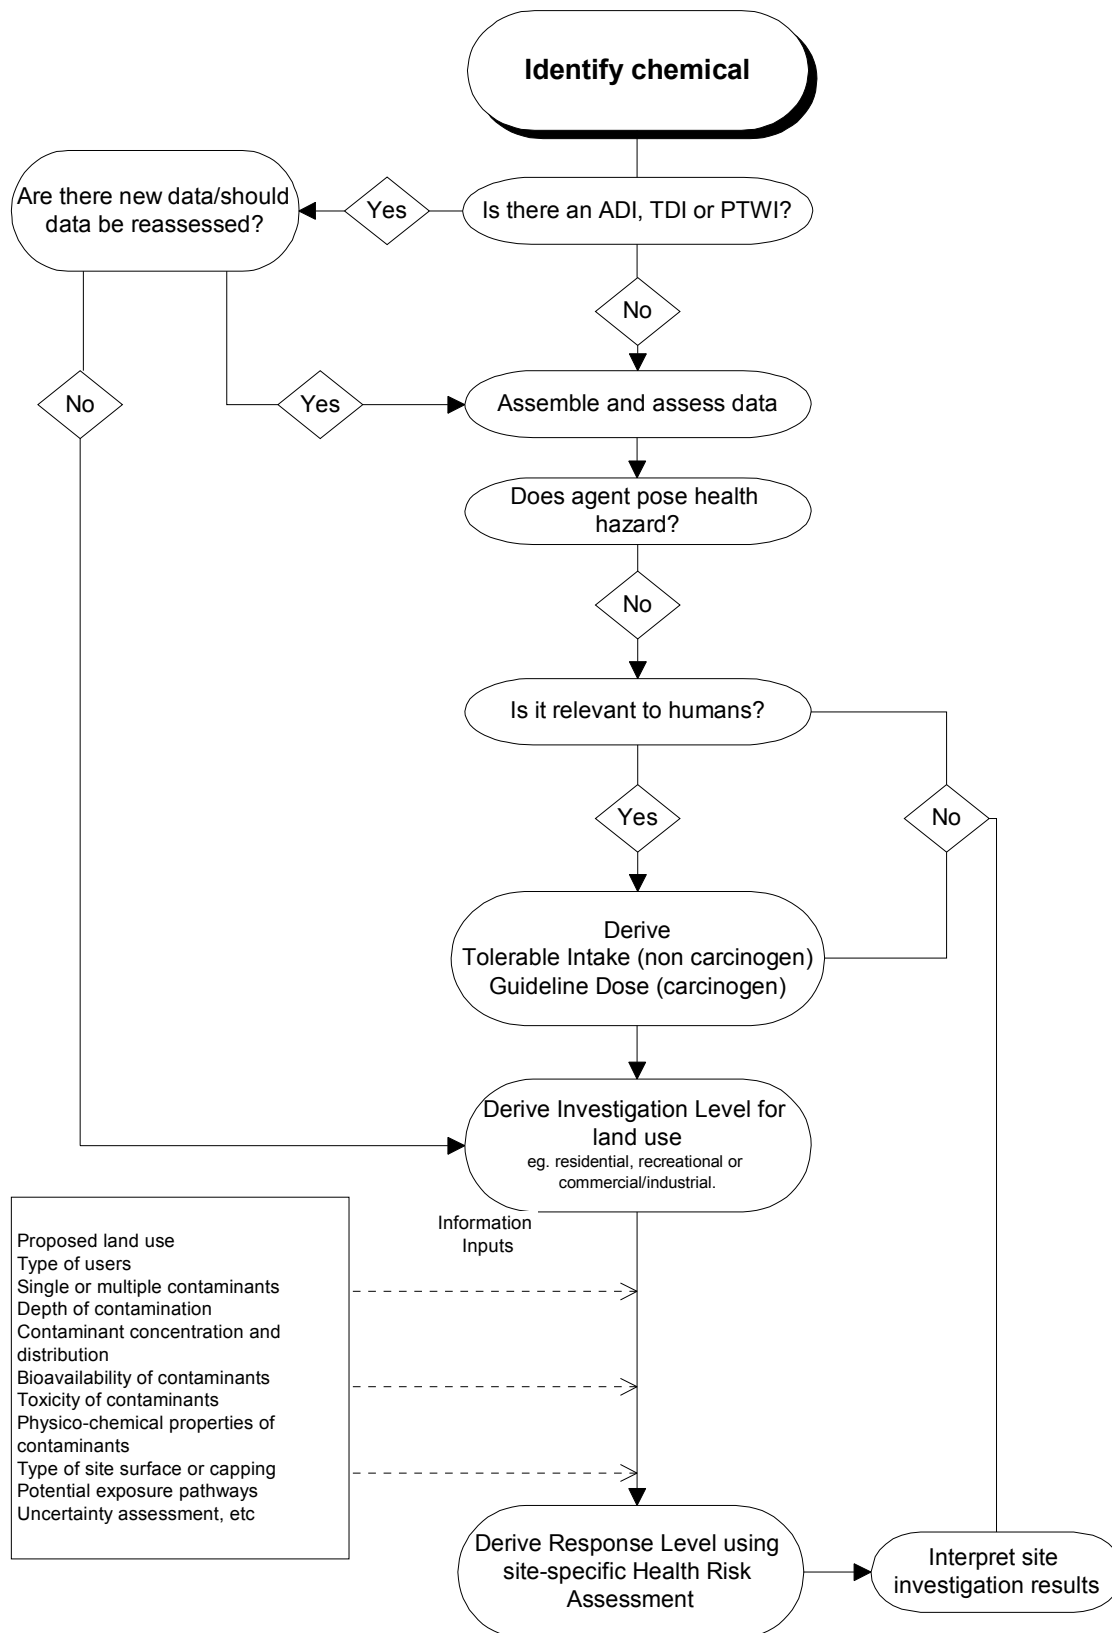 Identify chemical
Are there new data/should
data be reassessed?
Yes
Is there an ADI, TDI or PTWI?
No
No
Yes
Assemble and assess data
Does agent pose health
hazard?
No
Is it relevant to humans?
Yes
No
Derive
Tolerable Intake (non carcinogen)
Guideline Dose (carcinogen)
Derive Investigation Level for
land use
eg. residential, recreational or
commercial/industrial.
Information
Inputs
Proposed land use
Type of users
Single or multiple contaminants
Depth of contamination
Contaminant concentration and
distribution
Bioavailability of contaminants
Toxicity of contaminants
Physico-chemical properties of
contaminants
Type of site surface or capping
Potential exposure pathways
Uncertainty assessment, etc
Derive Response Level using
site-specific Health Risk
Assessment
Interpret site
investigation results